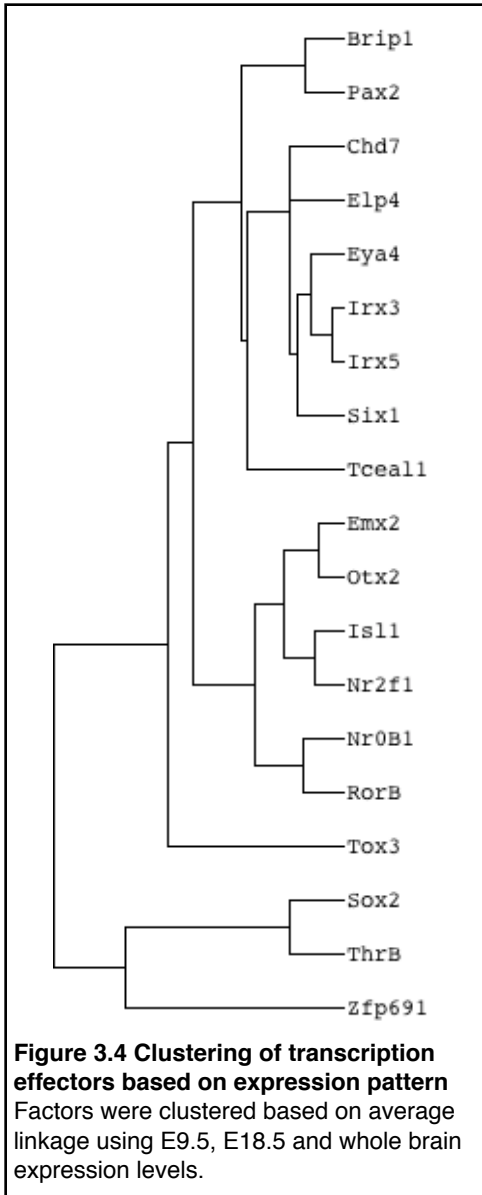 Brip1
Pax2
Chd7
Elp4
Eya4
Irx3
Irx5
Six1
Tceal1
Emx2
Otx2
Isl1
Nr2f1
Nr0B1
RorB
Tox3
Sox2
ThrB
Zfp691
Figure 3.4 Clustering of transcription
effectors based on expression pattern
Factors were clustered based on average
linkage using E9.5, E18.5 and whole brain
expression levels.